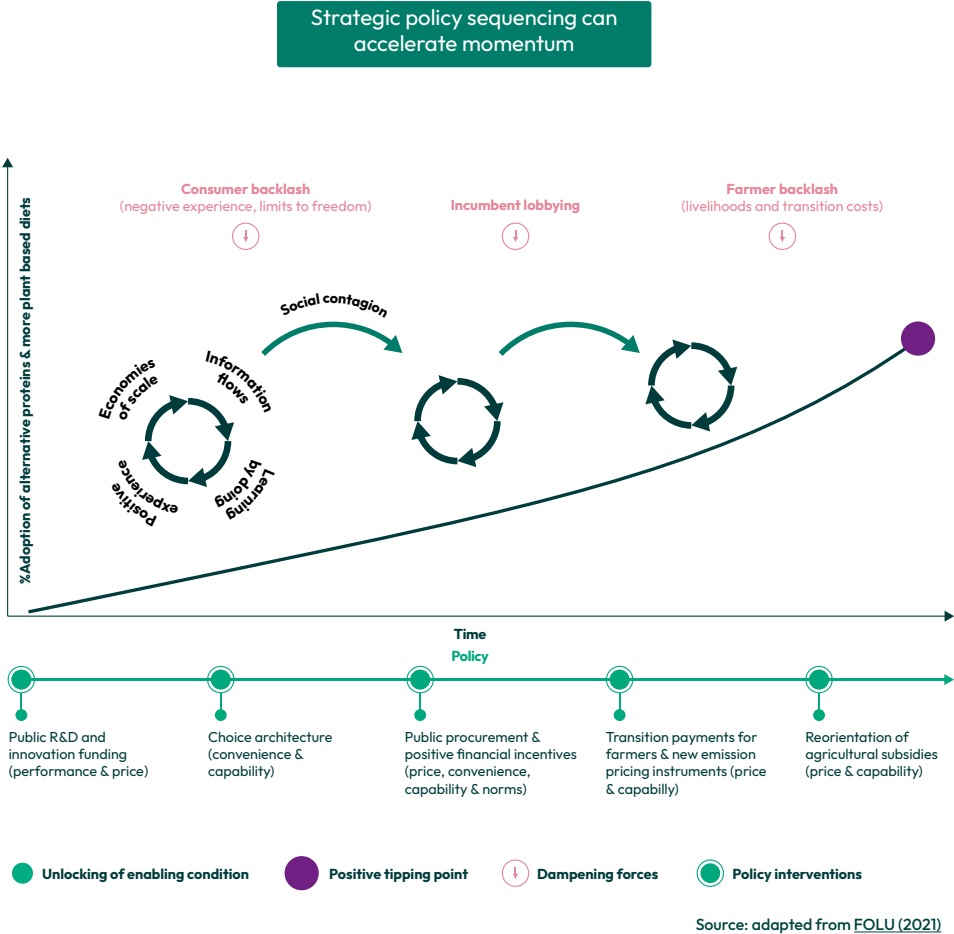 Strategic policy sequencing can
accelerate momentum
%Adoption of alternative proteins & more plant based diets
Consumer backlash
(negative experience, limits to freedom)
Incumbent lobbying
Farmer backlash
(livelihoods and transition costs)
Social contagion
Economies
of scale
Information
flows
Positive
experience
Learning
by doing
Time
Policy
Public R&D and
innovation funding
(performance & price)
Choice architecture
(convenience &
capability)
Public procurement &
positive financial incentives
(price, convenience,
capability & norms)
Transition payments for
farmers & new emission
pricing instruments (price
& capabilly)
Reorientation of
agricultural subsidies
(price & capability)
Unlocking of enabling condition
Positive tipping point
Dampening forces
Policy interventions
Source: adapted from FOLU (2021)